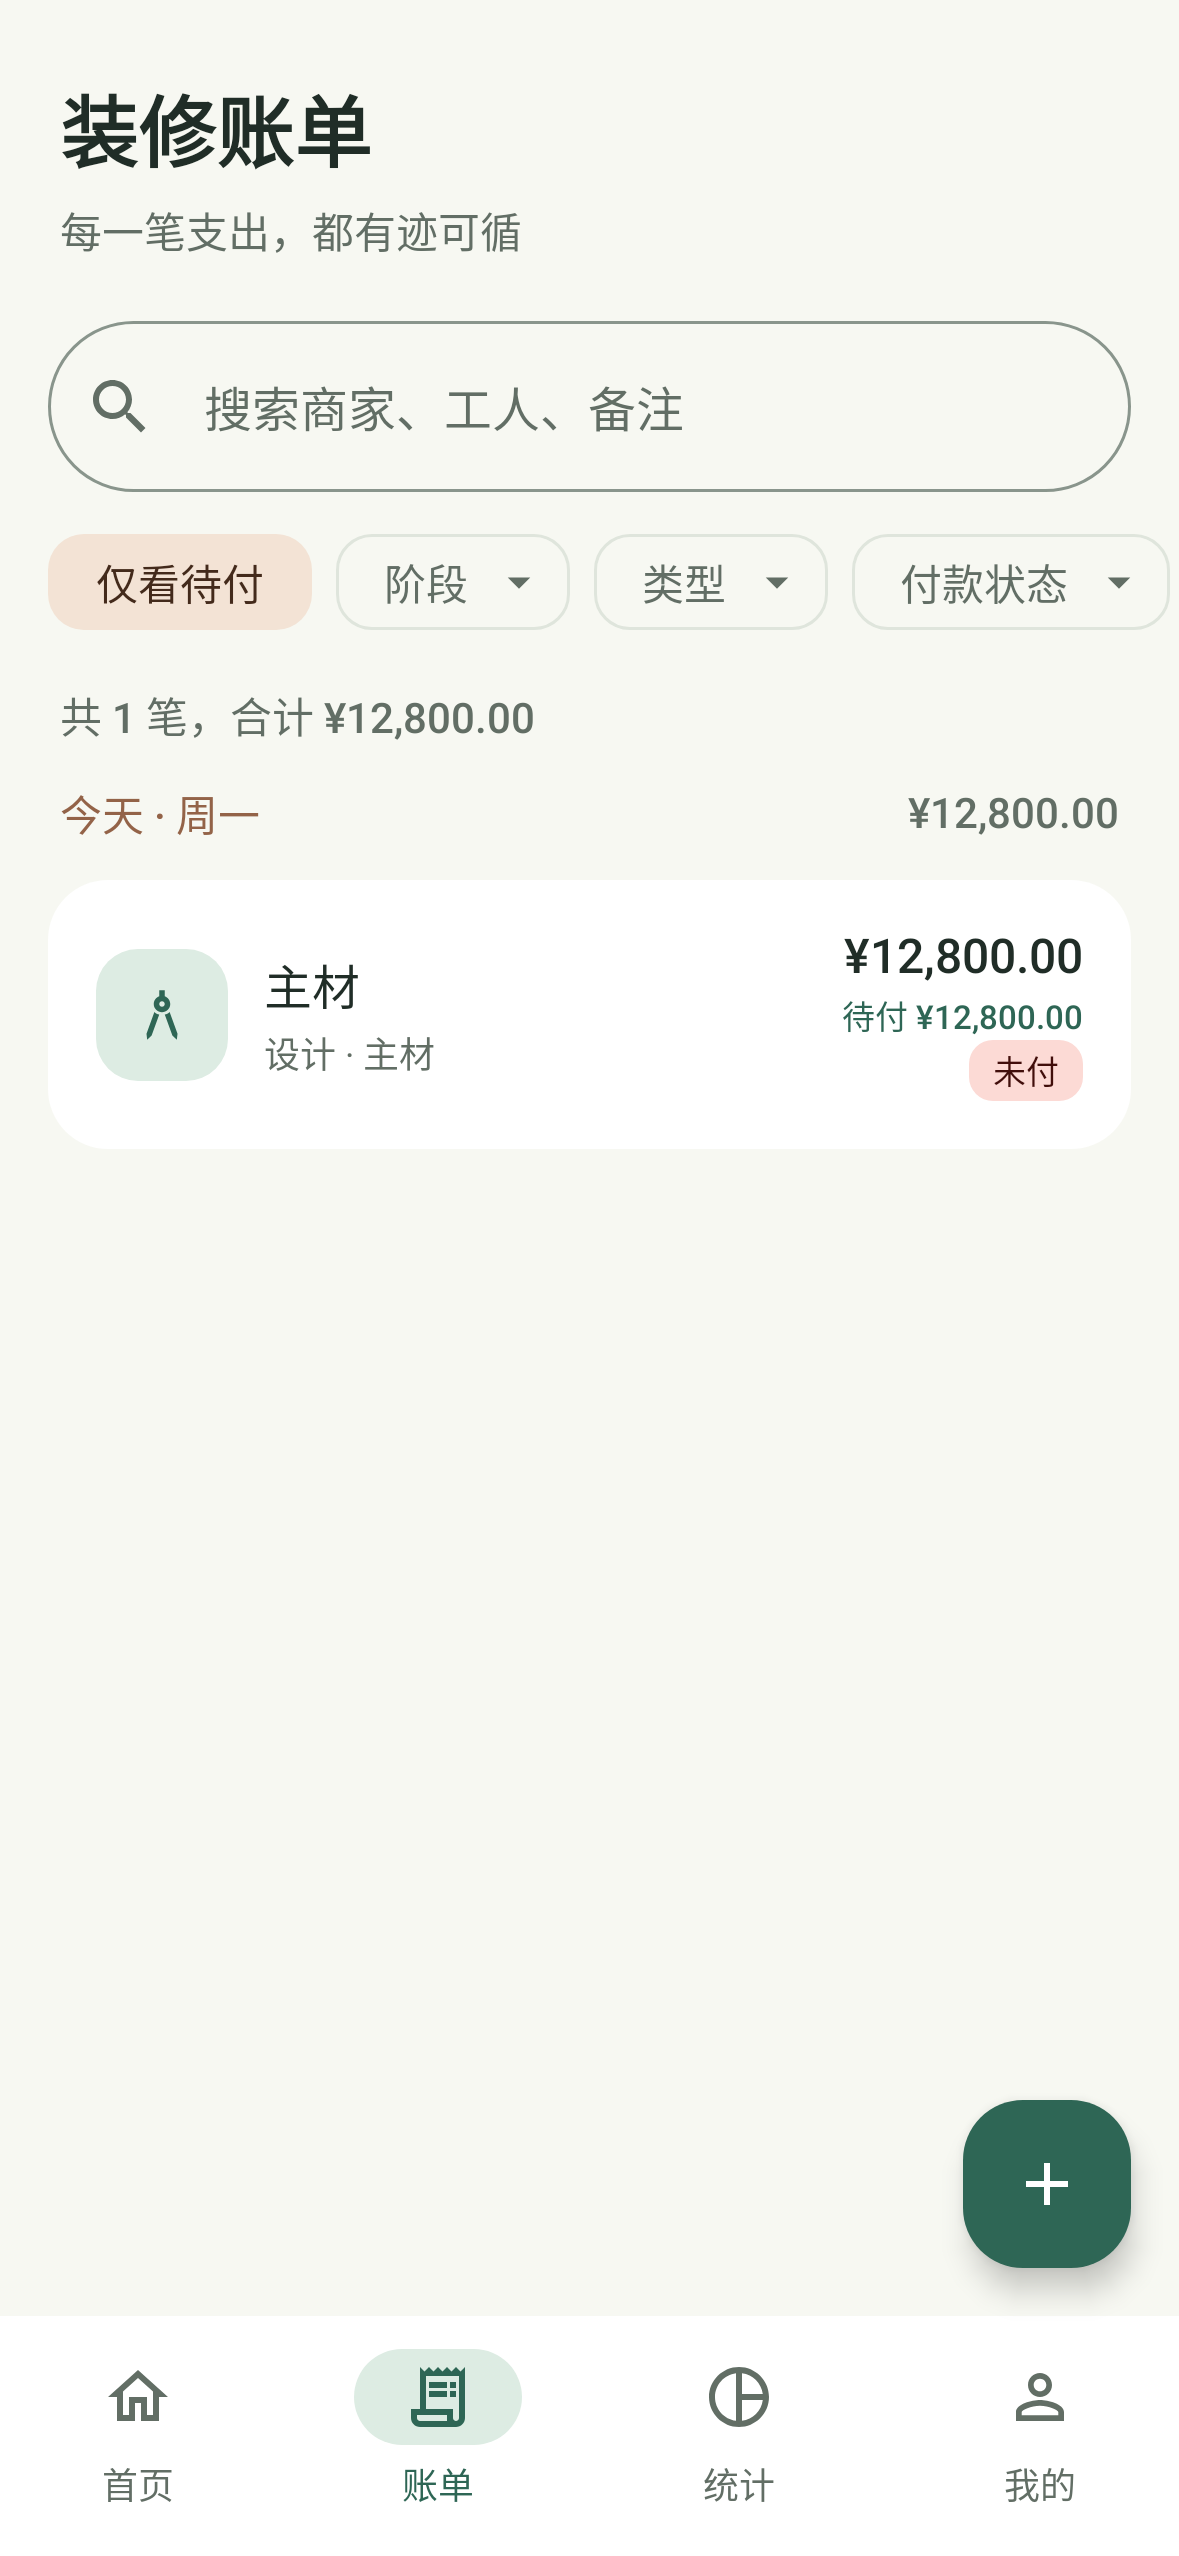 装修账单
每一笔支出，都有迹可循
搜索商家、工人、备注
仅看待付 阶段 类型 付款状态
共 1 笔，合计 ¥12,800.00
今天 · 周一 ¥12,800.00
主材 ¥12,800.00
设计 · 主材 待付 ¥12,800.00
未付
首页 账单 统计 我的